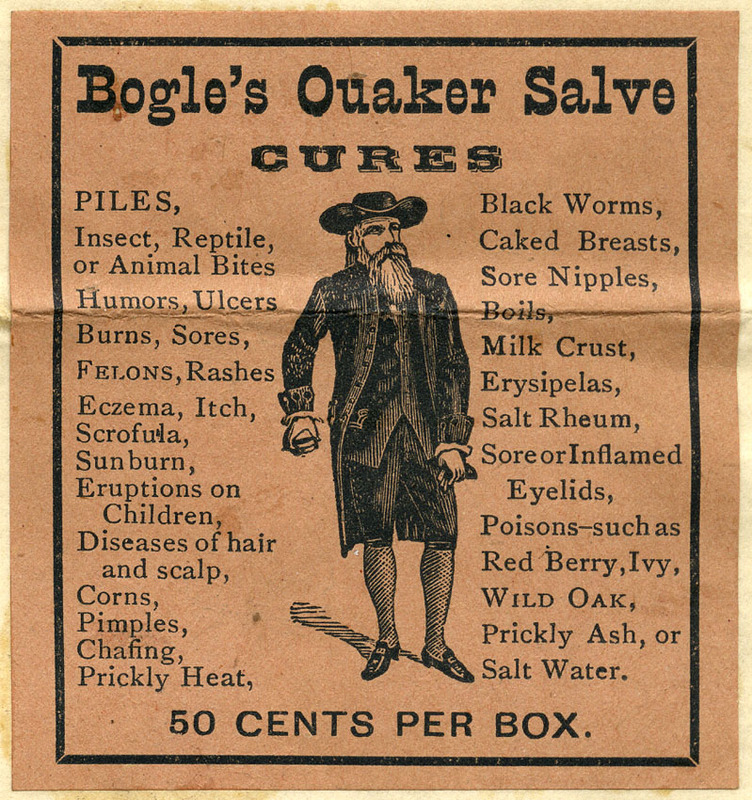 Bogle's Quaker Salve
CURES
PILES,
Insect, Reptile,
or Animal Bites
Humors, Ulcers
Burns, Sores,
FELONS, Rashes
Eczema, Itch,
Scrofula,
Sunburn,
Eruptions on
Children,
Diseases of hair
and scalp,
Corns,
Pimples,
Chafing,
Prickly Heat,
Black Worms,
Caked Breasts,
Sore Nipples,
Boils,
Milk Crust,
Erysipelas,
Salt Rheum,
Sore or Inflamed
Eyelids,
Poisons—such as
Red Berry, Ivy,
WILD OAK,
Prickly Ash, or
Salt Water.
50 CENTS PER BOX.